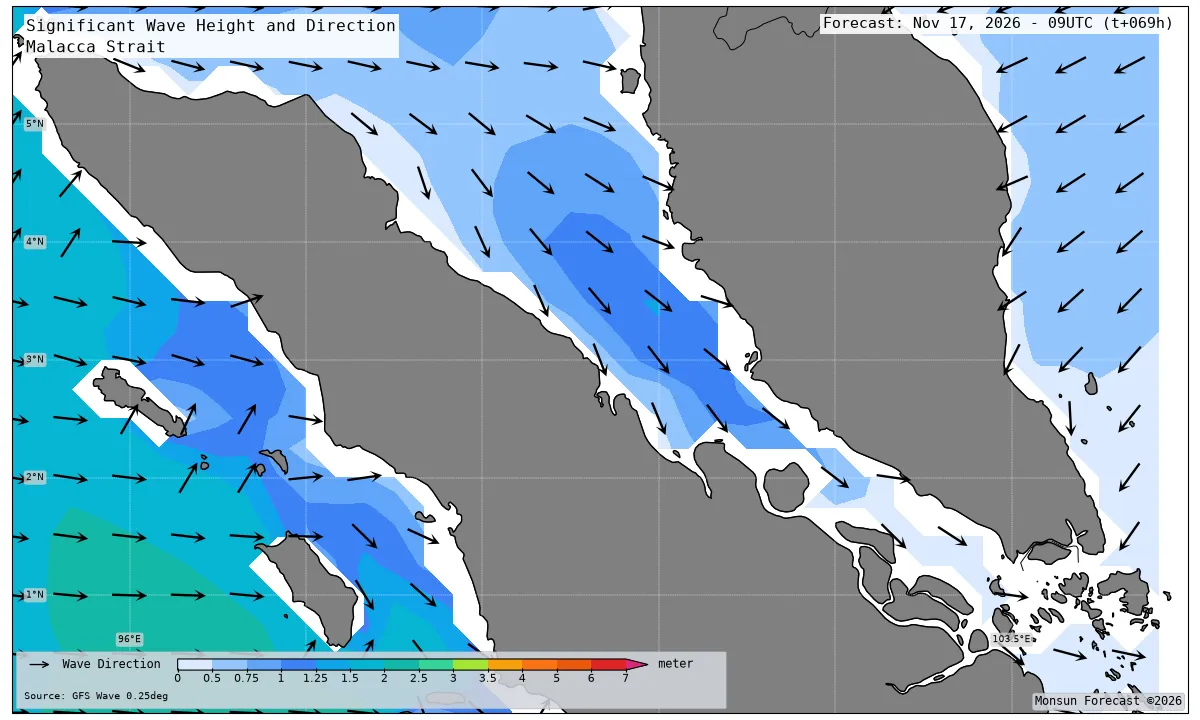 Significant Wave Height and Direction
Malacca Strait
Forecast: Nov 17, 2026 - 09UTC (t+069h)
5°N
4°N
3°N
2°N
1°N
96°E
103.5°E
Wave Direction
0 0.5 0.75 1 1.25 1.5 2 2.5 3 3.5 4 5 6 7
meter
Source: GFS Wave 0.25deg
Monsun Forecast ©2026